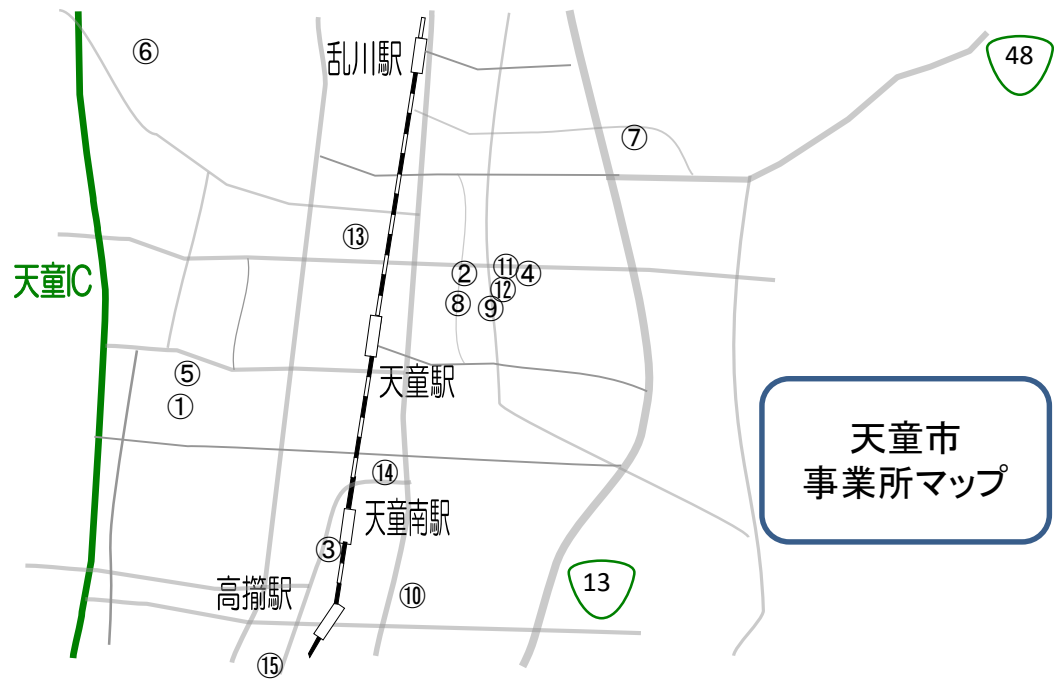 ⑥
乱川駅
48
⑦
⑬
天童IC
②
⑪
④
⑫
⑧
⑨
⑤
天童駅
①
天童市
事業所マップ
⑭
天童南駅
③
高擶駅
⑩
13
⑮